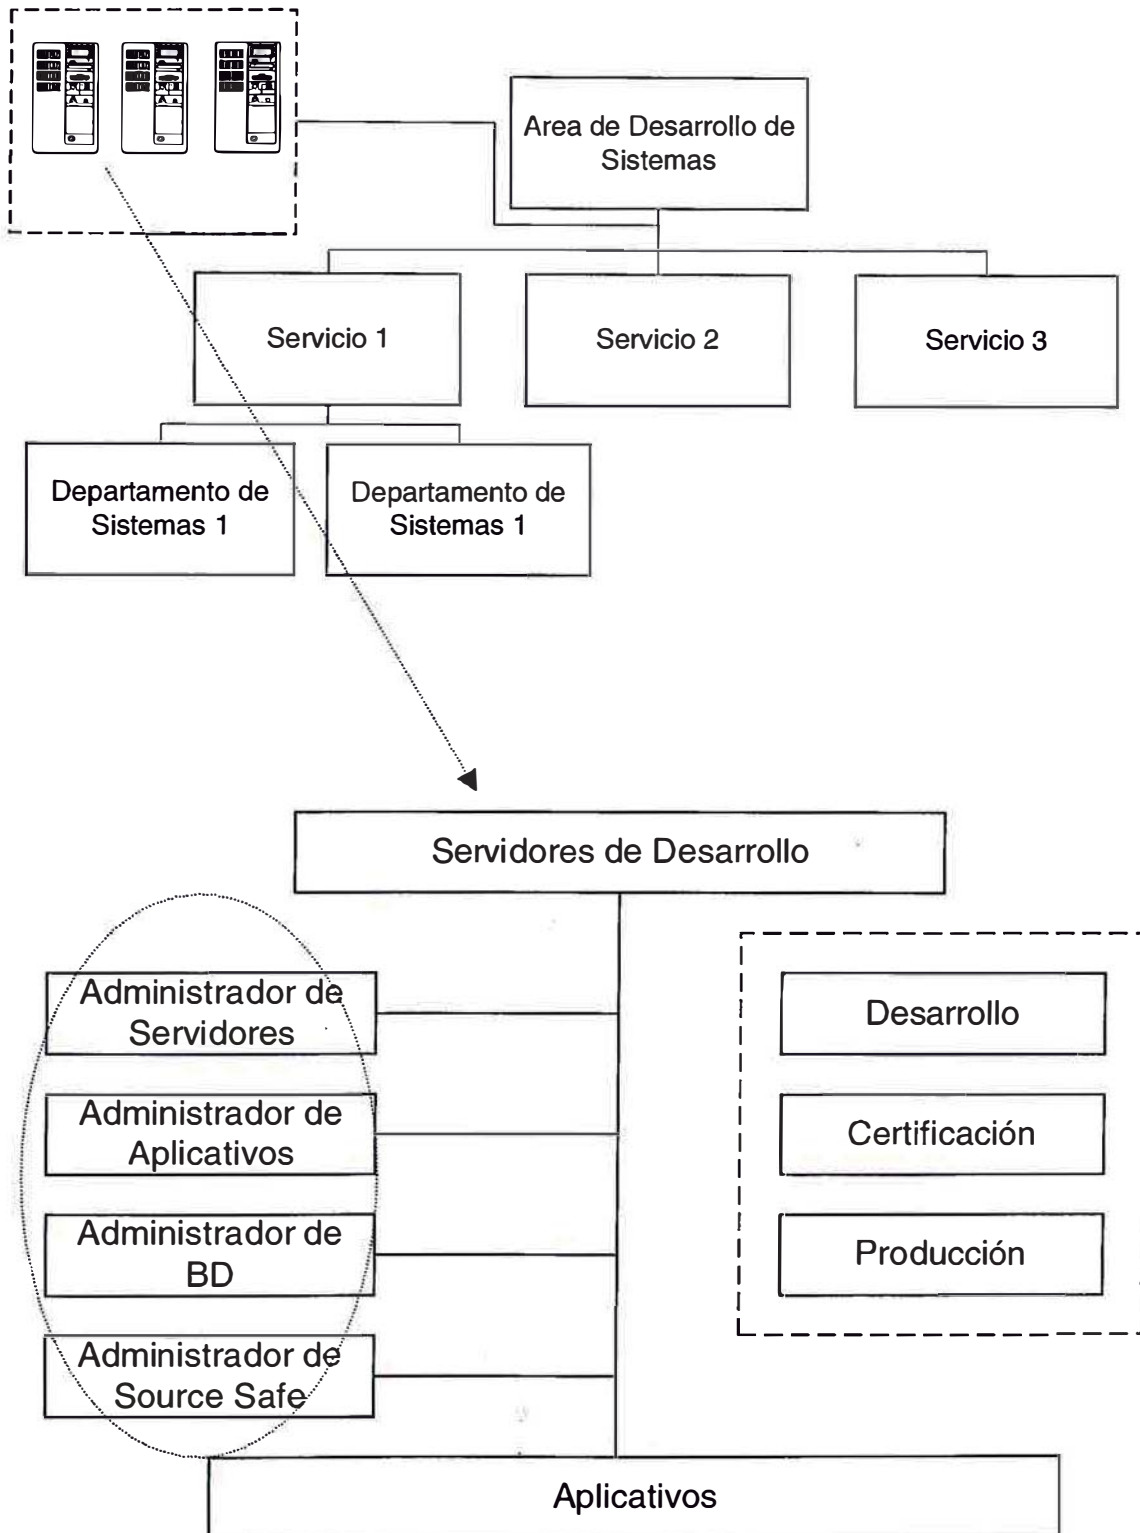 Area de Desarrollo de
Sistemas
Servicio 1
Servicio 2
Servicio 3
Departamento de
Sistemas 1
Departamento de
Sistemas 1
Servidores de Desarrollo
Administrador de
Servidores
Administrador de
Aplicativos
Administrador de
BD
Administrador de
Source Safe
Desarrollo
Certificación
Producción
Aplicativos